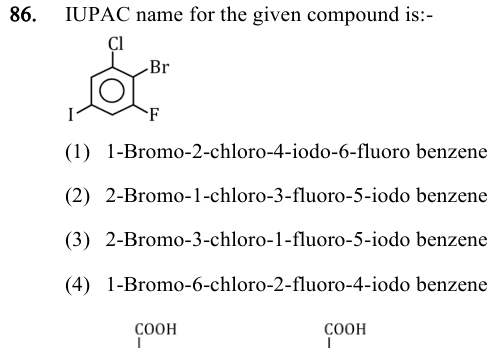 86. IUPAC name for the given compound is:-
Cl
Br
I
F
(1) 1-Bromo-2-chloro-4-iodo-6-fluoro benzene
(2) 2-Bromo-1-chloro-3-fluoro-5-iodo benzene
(3) 2-Bromo-3-chloro-1-fluoro-5-iodo benzene
(4) 1-Bromo-6-chloro-2-fluoro-4-iodo benzene
COOH COOH